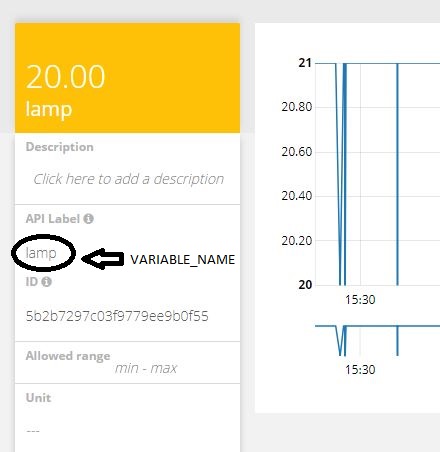 20.00
lamp
Description
Click here to add a description
API Label
lamp
VARIABLE_NAME
ID
5b2b7297c03f9779ee9b0f55
Allowed range
min - max
Unit
---
21
20.80
20.60
20.40
20.20
20
15:30
15:30